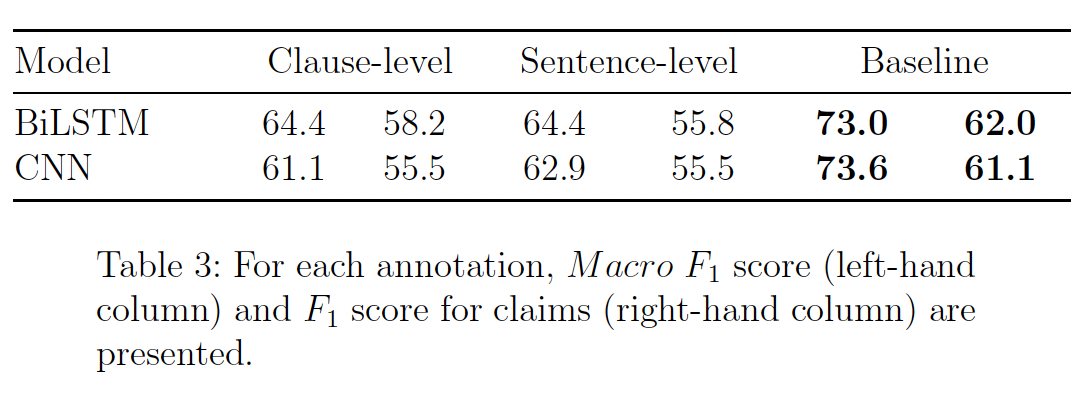 Model Clause-level Sentence-level Baseline
BiLSTM 64.4 58.2 64.4 55.8 73.0 62.0
CNN 61.1 55.5 62.9 55.5 73.6 61.1
Table 3: For each annotation, Macro F₁ score (left-hand
column) and F₁ score for claims (right-hand column) are
presented.